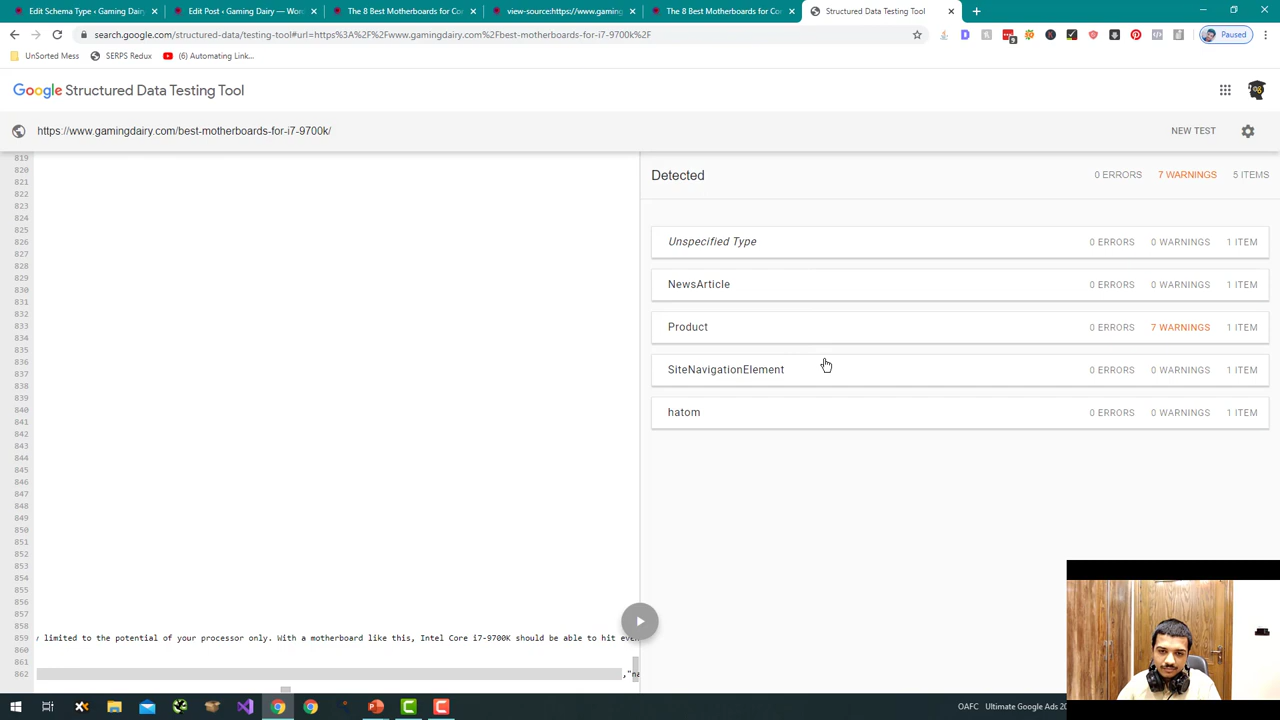 Edit Schema Type ‹ Gaming Dairy
Edit Post ‹ Gaming Dairy — Word
The 8 Best Motherboards for Co
view-source:https://www.gaming
The 8 Best Motherboards for Co
Structured Data Testing Tool
search.google.com/structured-data/testing-tool#url=https%3A%2F%2Fwww.gamingdairy.com%2Fbest-motherboards-for-i7-9700k%2F
Paused
UnSorted Mess
SERPS Redux
(6) Automating Link...
Google Structured Data Testing Tool
https://www.gamingdairy.com/best-motherboards-for-i7-9700k/
NEW TEST
819
820
821
822
823
824
825
826
827
828
829
830
831
832
833
834
835
836
837
838
839
840
841
842
843
844
845
846
847
848
849
850
851
852
853
854
855
856
857
858
859 y limited to the potential of your processor only. With a motherboard like this, Intel Core i7-9700K should be able to hit eve
860
861
862 ,"na
Detected 0 ERRORS 7 WARNINGS 5 ITEMS
Unspecified Type 0 ERRORS 0 WARNINGS 1 ITEM
NewsArticle 0 ERRORS 0 WARNINGS 1 ITEM
Product 0 ERRORS 7 WARNINGS 1 ITEM
SiteNavigationElement 0 ERRORS 0 WARNINGS 1 ITEM
hatom 0 ERRORS 0 WARNINGS 1 ITEM
OAFC Ultimate Google Ads 20